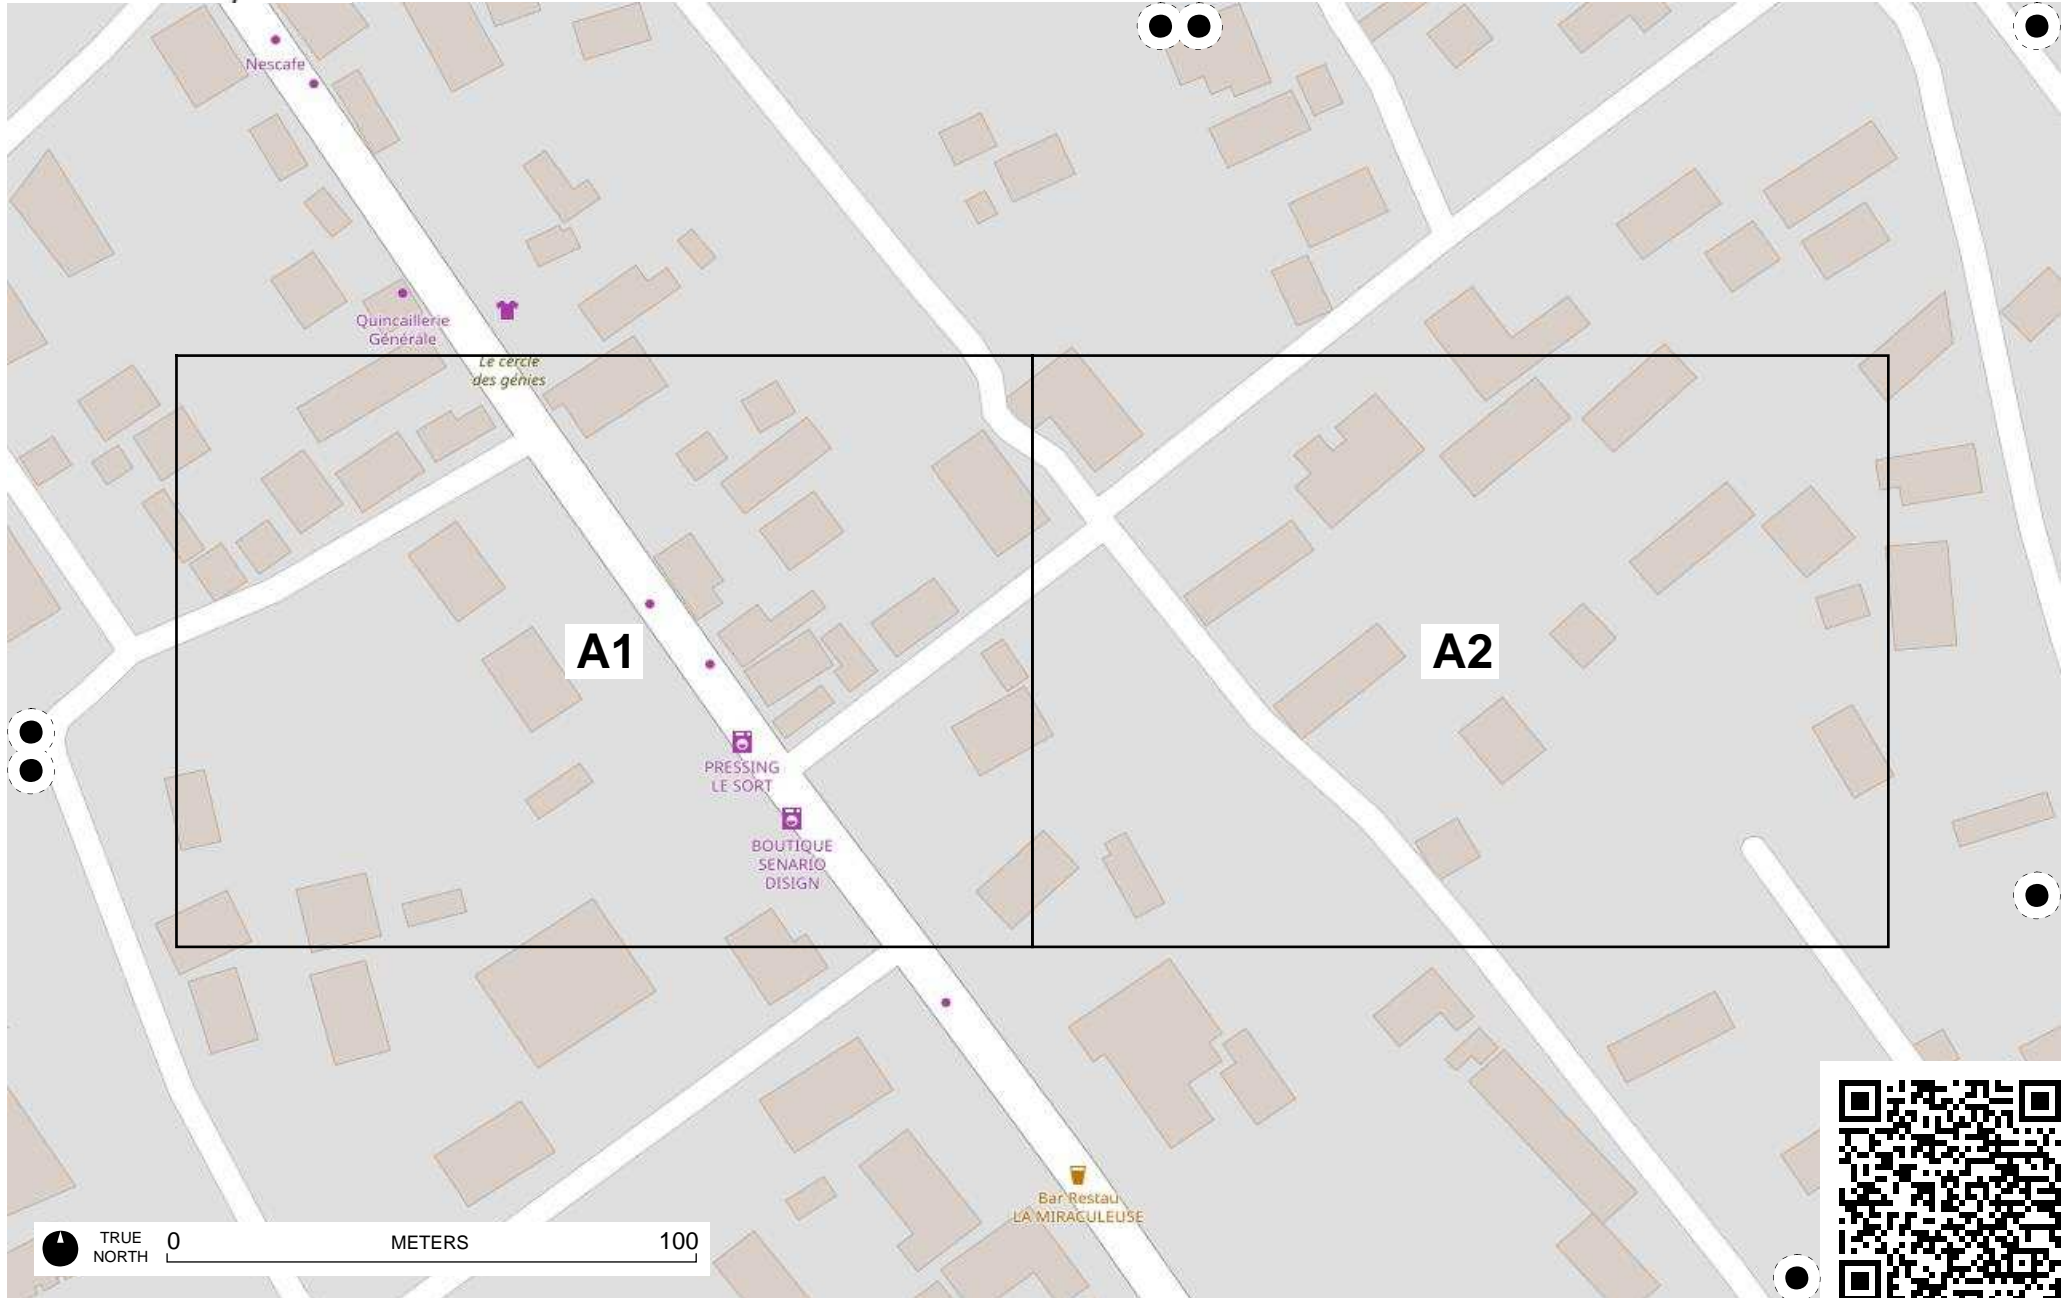 Nescafe
Quincaillerie
Générale
Le cercle
des génies
A1
A2
PRESSING
LE SORT
BOUTIQUE
SENARIO
DISIGN
Bar Restau
LA MIRACULEUSE
TRUE
NORTH
0
METERS
100